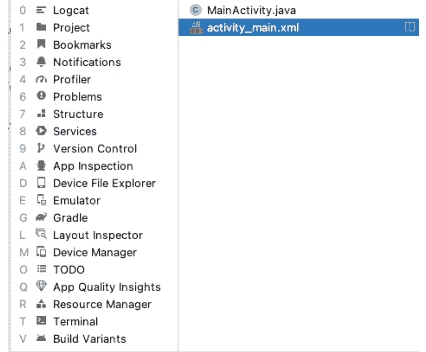 0 Logcat
1 Project
2 Bookmarks
3 Notifications
4 Profiler
6 Problems
7 Structure
8 Services
9 Version Control
A App Inspection
D Device File Explorer
E Emulator
G Gradle
L Layout Inspector
M Device Manager
O TODO
Q App Quality Insights
R Resource Manager
T Terminal
V Build Variants
MainActivity.java
activity_main.xml